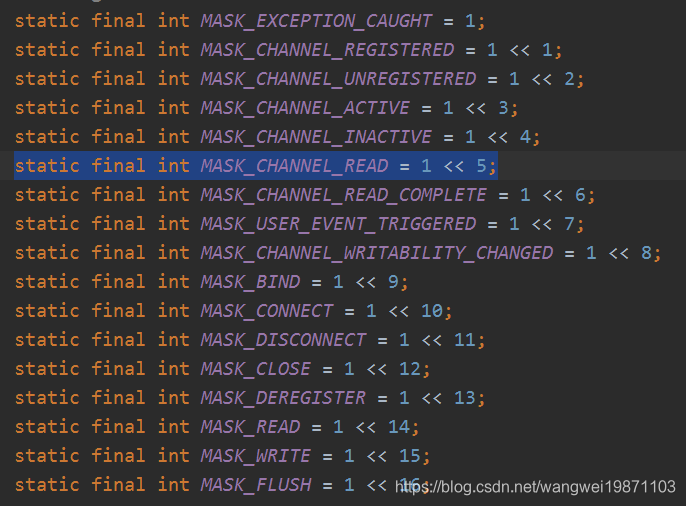 static final int MASK_EXCEPTION_CAUGHT = 1;
static final int MASK_CHANNEL_REGISTERED = 1 << 1;
static final int MASK_CHANNEL_UNREGISTERED = 1 << 2;
static final int MASK_CHANNEL_ACTIVE = 1 << 3;
static final int MASK_CHANNEL_INACTIVE = 1 << 4;
static final int MASK_CHANNEL_READ = 1 << 5;
static final int MASK_CHANNEL_READ_COMPLETE = 1 << 6;
static final int MASK_USER_EVENT_TRIGGERED = 1 << 7;
static final int MASK_CHANNEL_WRITABILITY_CHANGED = 1 << 8;
static final int MASK_BIND = 1 << 9;
static final int MASK_CONNECT = 1 << 10;
static final int MASK_DISCONNECT = 1 << 11;
static final int MASK_CLOSE = 1 << 12;
static final int MASK_DEREGISTER = 1 << 13;
static final int MASK_READ = 1 << 14;
static final int MASK_WRITE = 1 << 15;
static final int MASK_FLUSH = 1 << 16;
https://blog.csdn.net/wangwei19871103